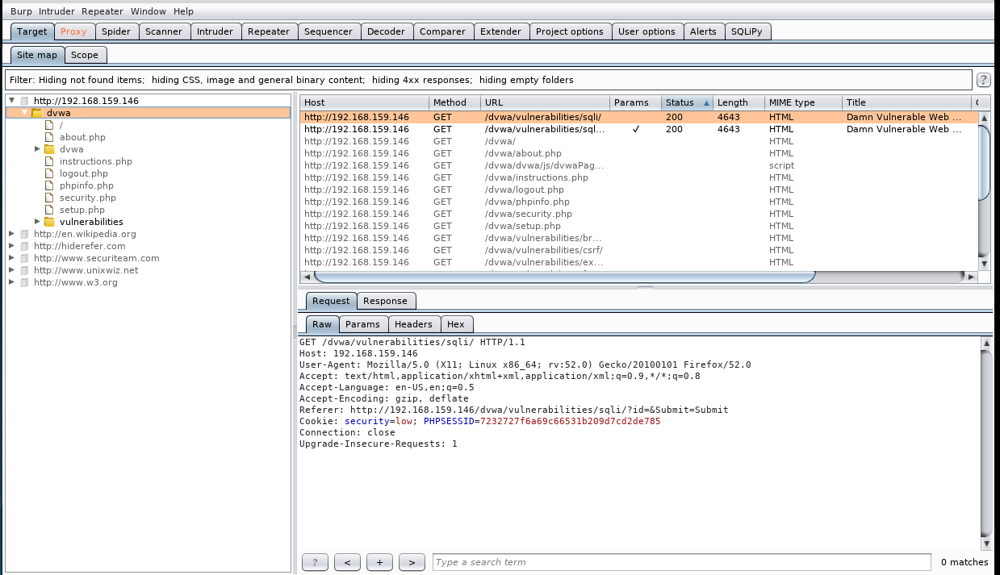 Burp Intruder Repeater Window Help
Target Proxy Spider Scanner Intruder Repeater Sequencer Decoder Comparer Extender Project options User options Alerts SQLiPy
Site map Scope
Filter: Hiding not found items; hiding CSS, image and general binary content; hiding 4xx responses; hiding empty folders ?
http://192.168.159.146
dvwa
/
about.php
dvwa
instructions.php
logout.php
phpinfo.php
security.php
setup.php
vulnerabilities
http://en.wikipedia.org
http://hiderefer.com
http://www.securiteam.com
http://www.unixwiz.net
http://www.w3.org
Host Method URL Params Status Length MIME type Title
http://192.168.159.146 GET /dvwa/vulnerabilities/sqli/ 200 4643 HTML Damn Vulnerable Web ...
http://192.168.159.146 GET /dvwa/vulnerabilities/sql... ✓ 200 4643 HTML Damn Vulnerable Web ...
http://192.168.159.146 GET /dvwa/ HTML
http://192.168.159.146 GET /dvwa/about.php HTML
http://192.168.159.146 GET /dvwa/dvwa/js/dvwaPag... script
http://192.168.159.146 GET /dvwa/instructions.php HTML
http://192.168.159.146 GET /dvwa/logout.php HTML
http://192.168.159.146 GET /dvwa/phpinfo.php HTML
http://192.168.159.146 GET /dvwa/security.php HTML
http://192.168.159.146 GET /dvwa/setup.php HTML
http://192.168.159.146 GET /dvwa/vulnerabilities/br... HTML
http://192.168.159.146 GET /dvwa/vulnerabilities/csrf/ HTML
http://192.168.159.146 GET /dvwa/vulnerabilities/ex... HTML
Request Response
Raw Params Headers Hex
GET /dvwa/vulnerabilities/sqli/ HTTP/1.1
Host: 192.168.159.146
User-Agent: Mozilla/5.0 (X11; Linux x86_64; rv:52.0) Gecko/20100101 Firefox/52.0
Accept: text/html,application/xhtml+xml,application/xml;q=0.9,*/*;q=0.8
Accept-Language: en-US,en;q=0.5
Accept-Encoding: gzip, deflate
Referer: http://192.168.159.146/dvwa/vulnerabilities/sqli/?id=&Submit=Submit
Cookie: security=low; PHPSESSID=7232727f6a69c66531b209d7cd2de785
Connection: close
Upgrade-Insecure-Requests: 1
? < + > Type a search term 0 matches